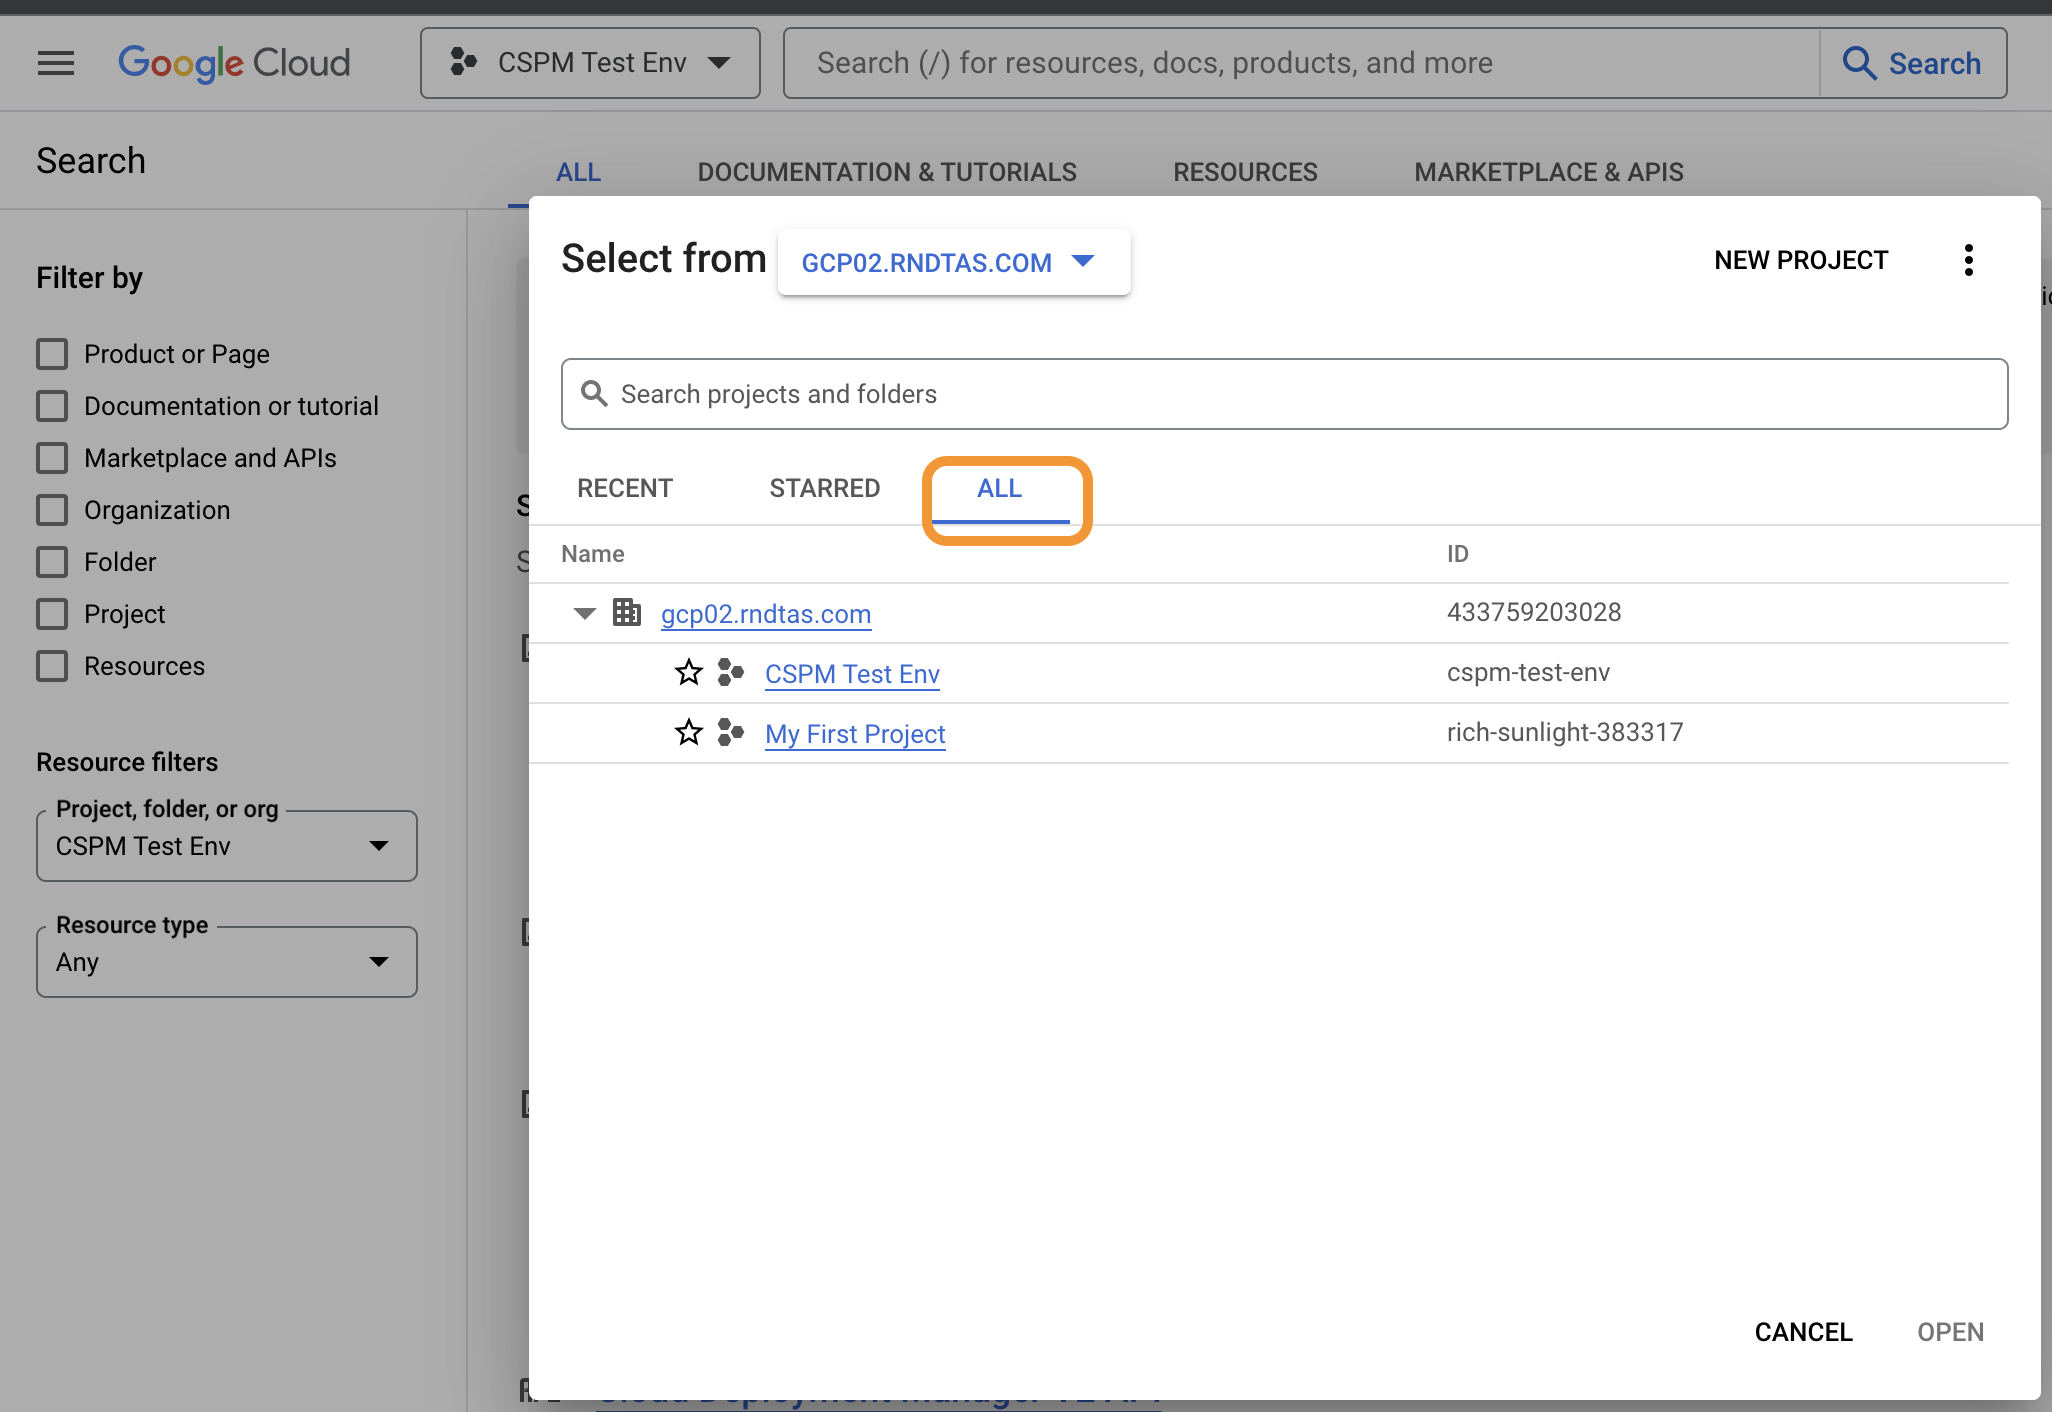 Google Cloud
CSPM Test Env
Search (/) for resources, docs, products, and more
Search
Search
ALL
DOCUMENTATION & TUTORIALS
RESOURCES
MARKETPLACE & APIS
Filter by
Product or Page
Documentation or tutorial
Marketplace and APIs
Organization
Folder
Project
Resources
Resource filters
Project, folder, or org
CSPM Test Env
Resource type
Any
Select from GCP02.RNDTAS.COM
NEW PROJECT
Search projects and folders
RECENT
STARRED
ALL
Name ID
gcp02.rndtas.com 433759203028
CSPM Test Env cspm-test-env
My First Project rich-sunlight-383317
CANCEL
OPEN